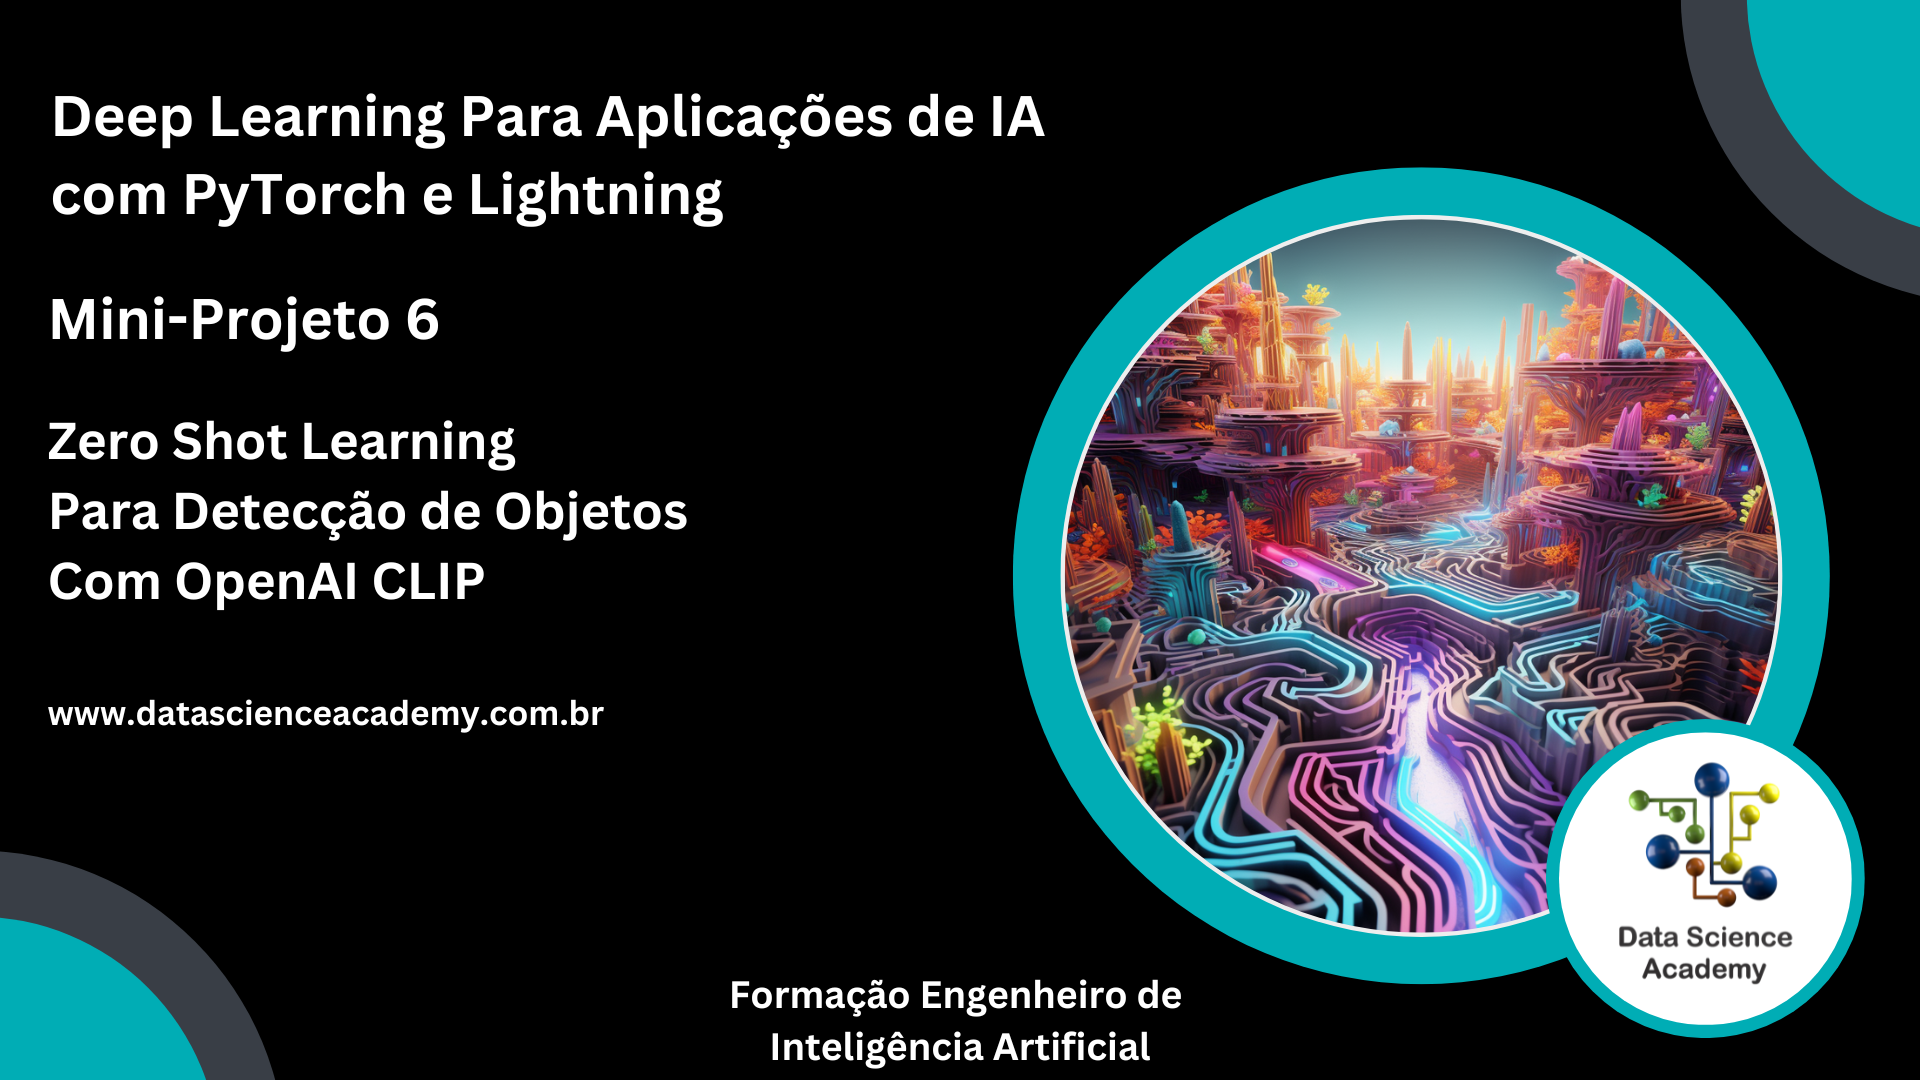 Deep Learning Para Aplicações de IA
com PyTorch e Lightning
Mini-Projeto 6
Zero Shot Learning
Para Detecção de Objetos
Com OpenAI CLIP
www.datascienceacademy.com.br
Data Science
Academy
Formação Engenheiro de
Inteligência Artificial